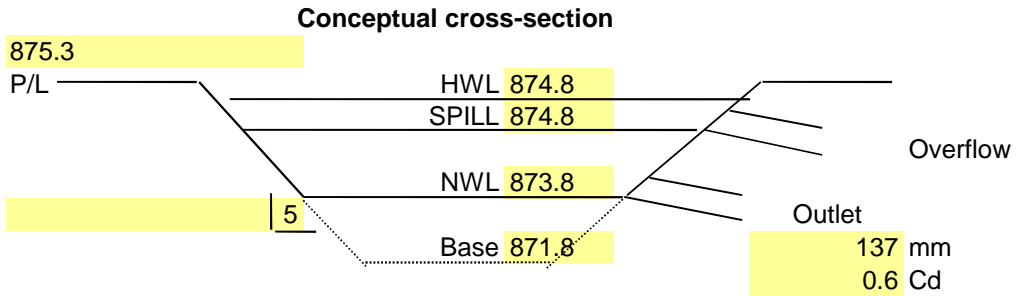 Conceptual cross-section
875.3
P/L
HWL 874.8
SPILL 874.8
Overflow
NWL 873.8
5
Outlet
Base 871.8
137 mm
0.6 Cd